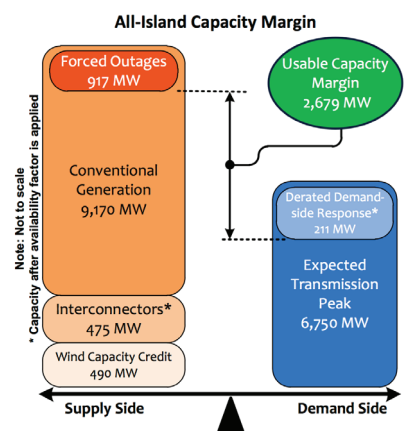 All-Island Capacity Margin
Note: Not to scale
* Capacity after availability factor is applied
Forced Outages
917 MW
Conventional
Generation
9,170 MW
Interconnectors*
475 MW
Wind Capacity Credit
490 MW
Usable Capacity
Margin
2,679 MW
Derated Demand-
side Response*
211 MW
Expected
Transmission
Peak
6,750 MW
Supply Side
Demand Side